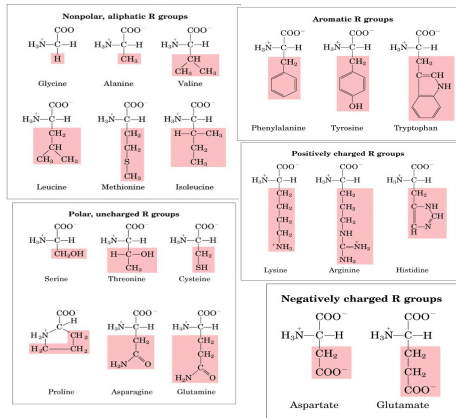 Nonpolar, aliphatic R groups
COO⁻ COO⁻ COO⁻
H₃N⁺—C—H H₃N⁺—C—H H₃N⁺—C—H
H CH₃ CH
CH₃ CH₃
Glycine Alanine Valine
COO⁻ COO⁻ COO⁻
H₃N⁺—C—H H₃N⁺—C—H H₃N⁺—C—H
CH₂ CH₂ H—C—CH₃
CH CH₂ CH₂
CH₃ CH₃ S CH₃
CH₃
Leucine Methionine Isoleucine
Aromatic R groups
COO⁻ COO⁻ COO⁻
H₃N⁺—C—H H₃N⁺—C—H H₃N⁺—C—H
CH₂ CH₂ CH₂
C=CH
NH
OH
Phenylalanine Tyrosine Tryptophan
Positively charged R groups
COO⁻ COO⁻ COO⁻
H₃N⁺—C—H H₃N⁺—C—H H₃N⁺—C—H
CH₂ CH₂ CH₂
CH₂ CH₂ C—NH
CH₂ CH₂ CH
CH₂ NH C—N
⁺NH₃ C=NH₂⁺ H
NH₂
Lysine Arginine Histidine
Polar, uncharged R groups
COO⁻ COO⁻ COO⁻
H₃N⁺—C—H H₃N⁺—C—H H₃N⁺—C—H
CH₂OH H—C—OH CH₂
CH₃ SH
Serine Threonine Cysteine
COO⁻ COO⁻ COO⁻
C H H₃N⁺—C—H H₃N⁺—C—H
H₂N⁺ CH₂ CH₂ CH₂
H₂C CH₂ C CH₂
H₂N O C
H₂N O
Proline Asparagine Glutamine
Negatively charged R groups
COO⁻ COO⁻
H₃N⁺—C—H H₃N⁺—C—H
CH₂ CH₂
COO⁻ CH₂
COO⁻
Aspartate Glutamate